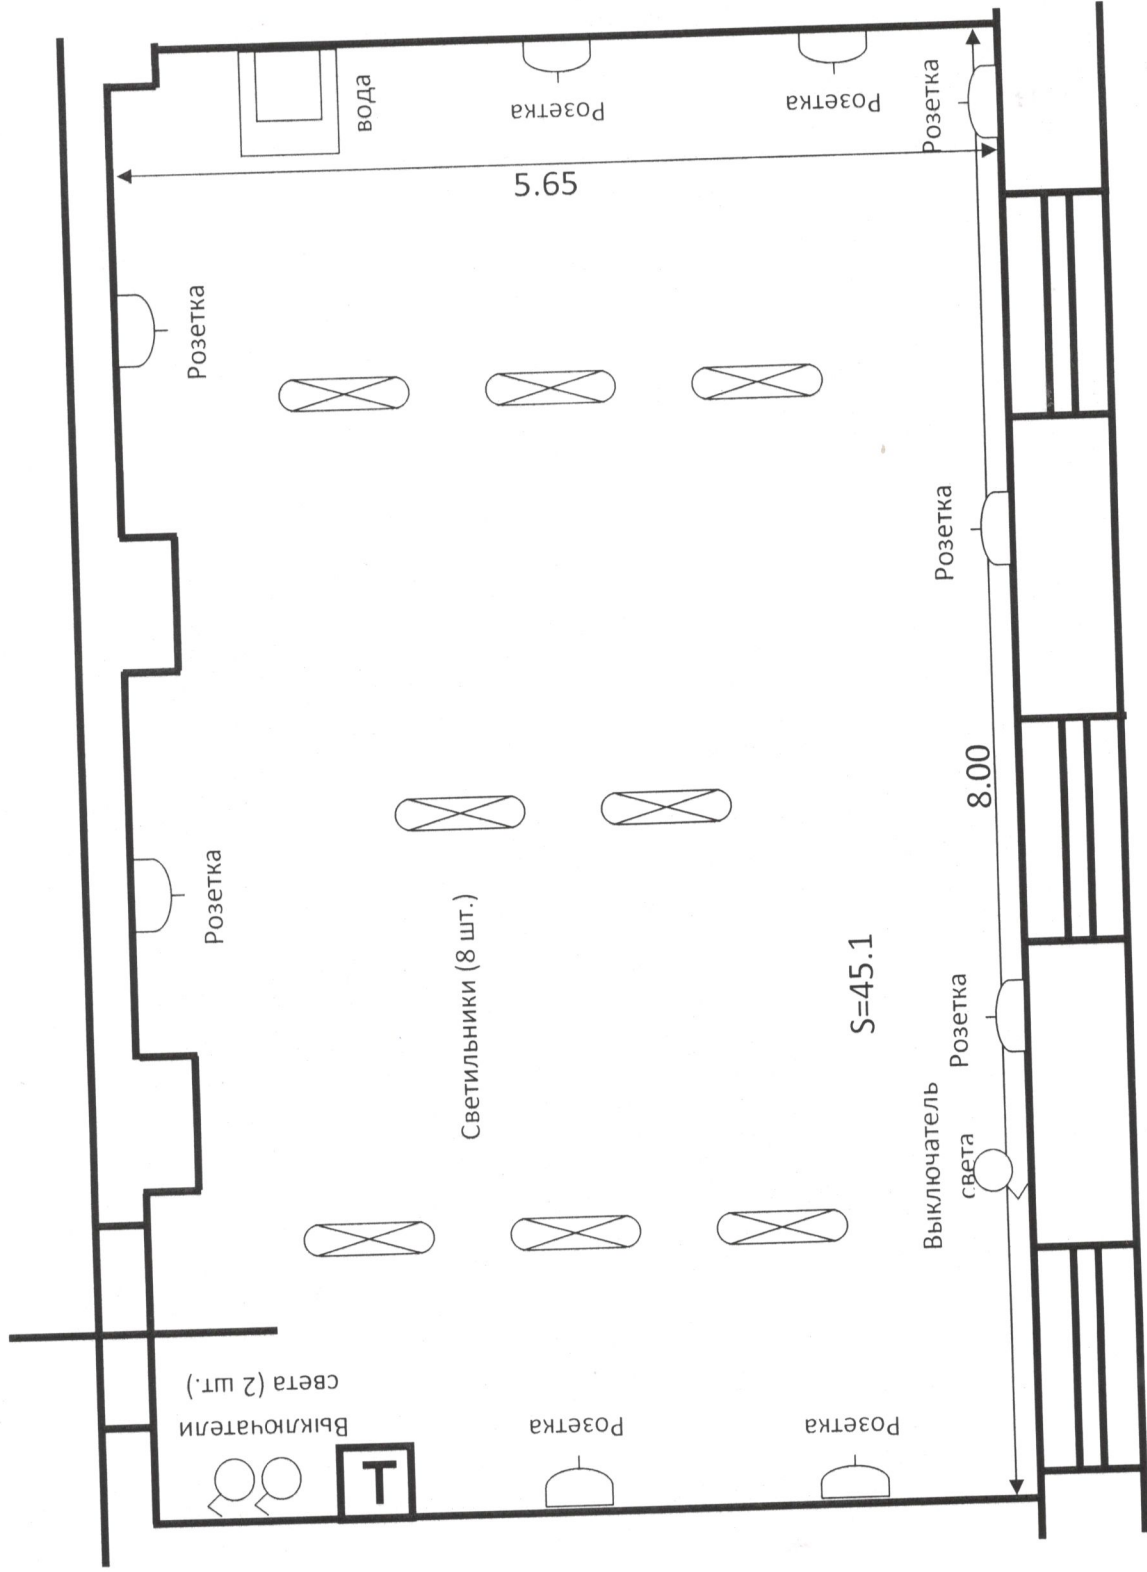 вода
Розетка
Розетка
Розетка
5.65
Розетка
Розетка
8.00
Розетка
Светильники (8 шт.)
S=45.1
Розетка
Выключатель
света
Выключатели
света (2 шт.)
Т
Розетка
Розетка